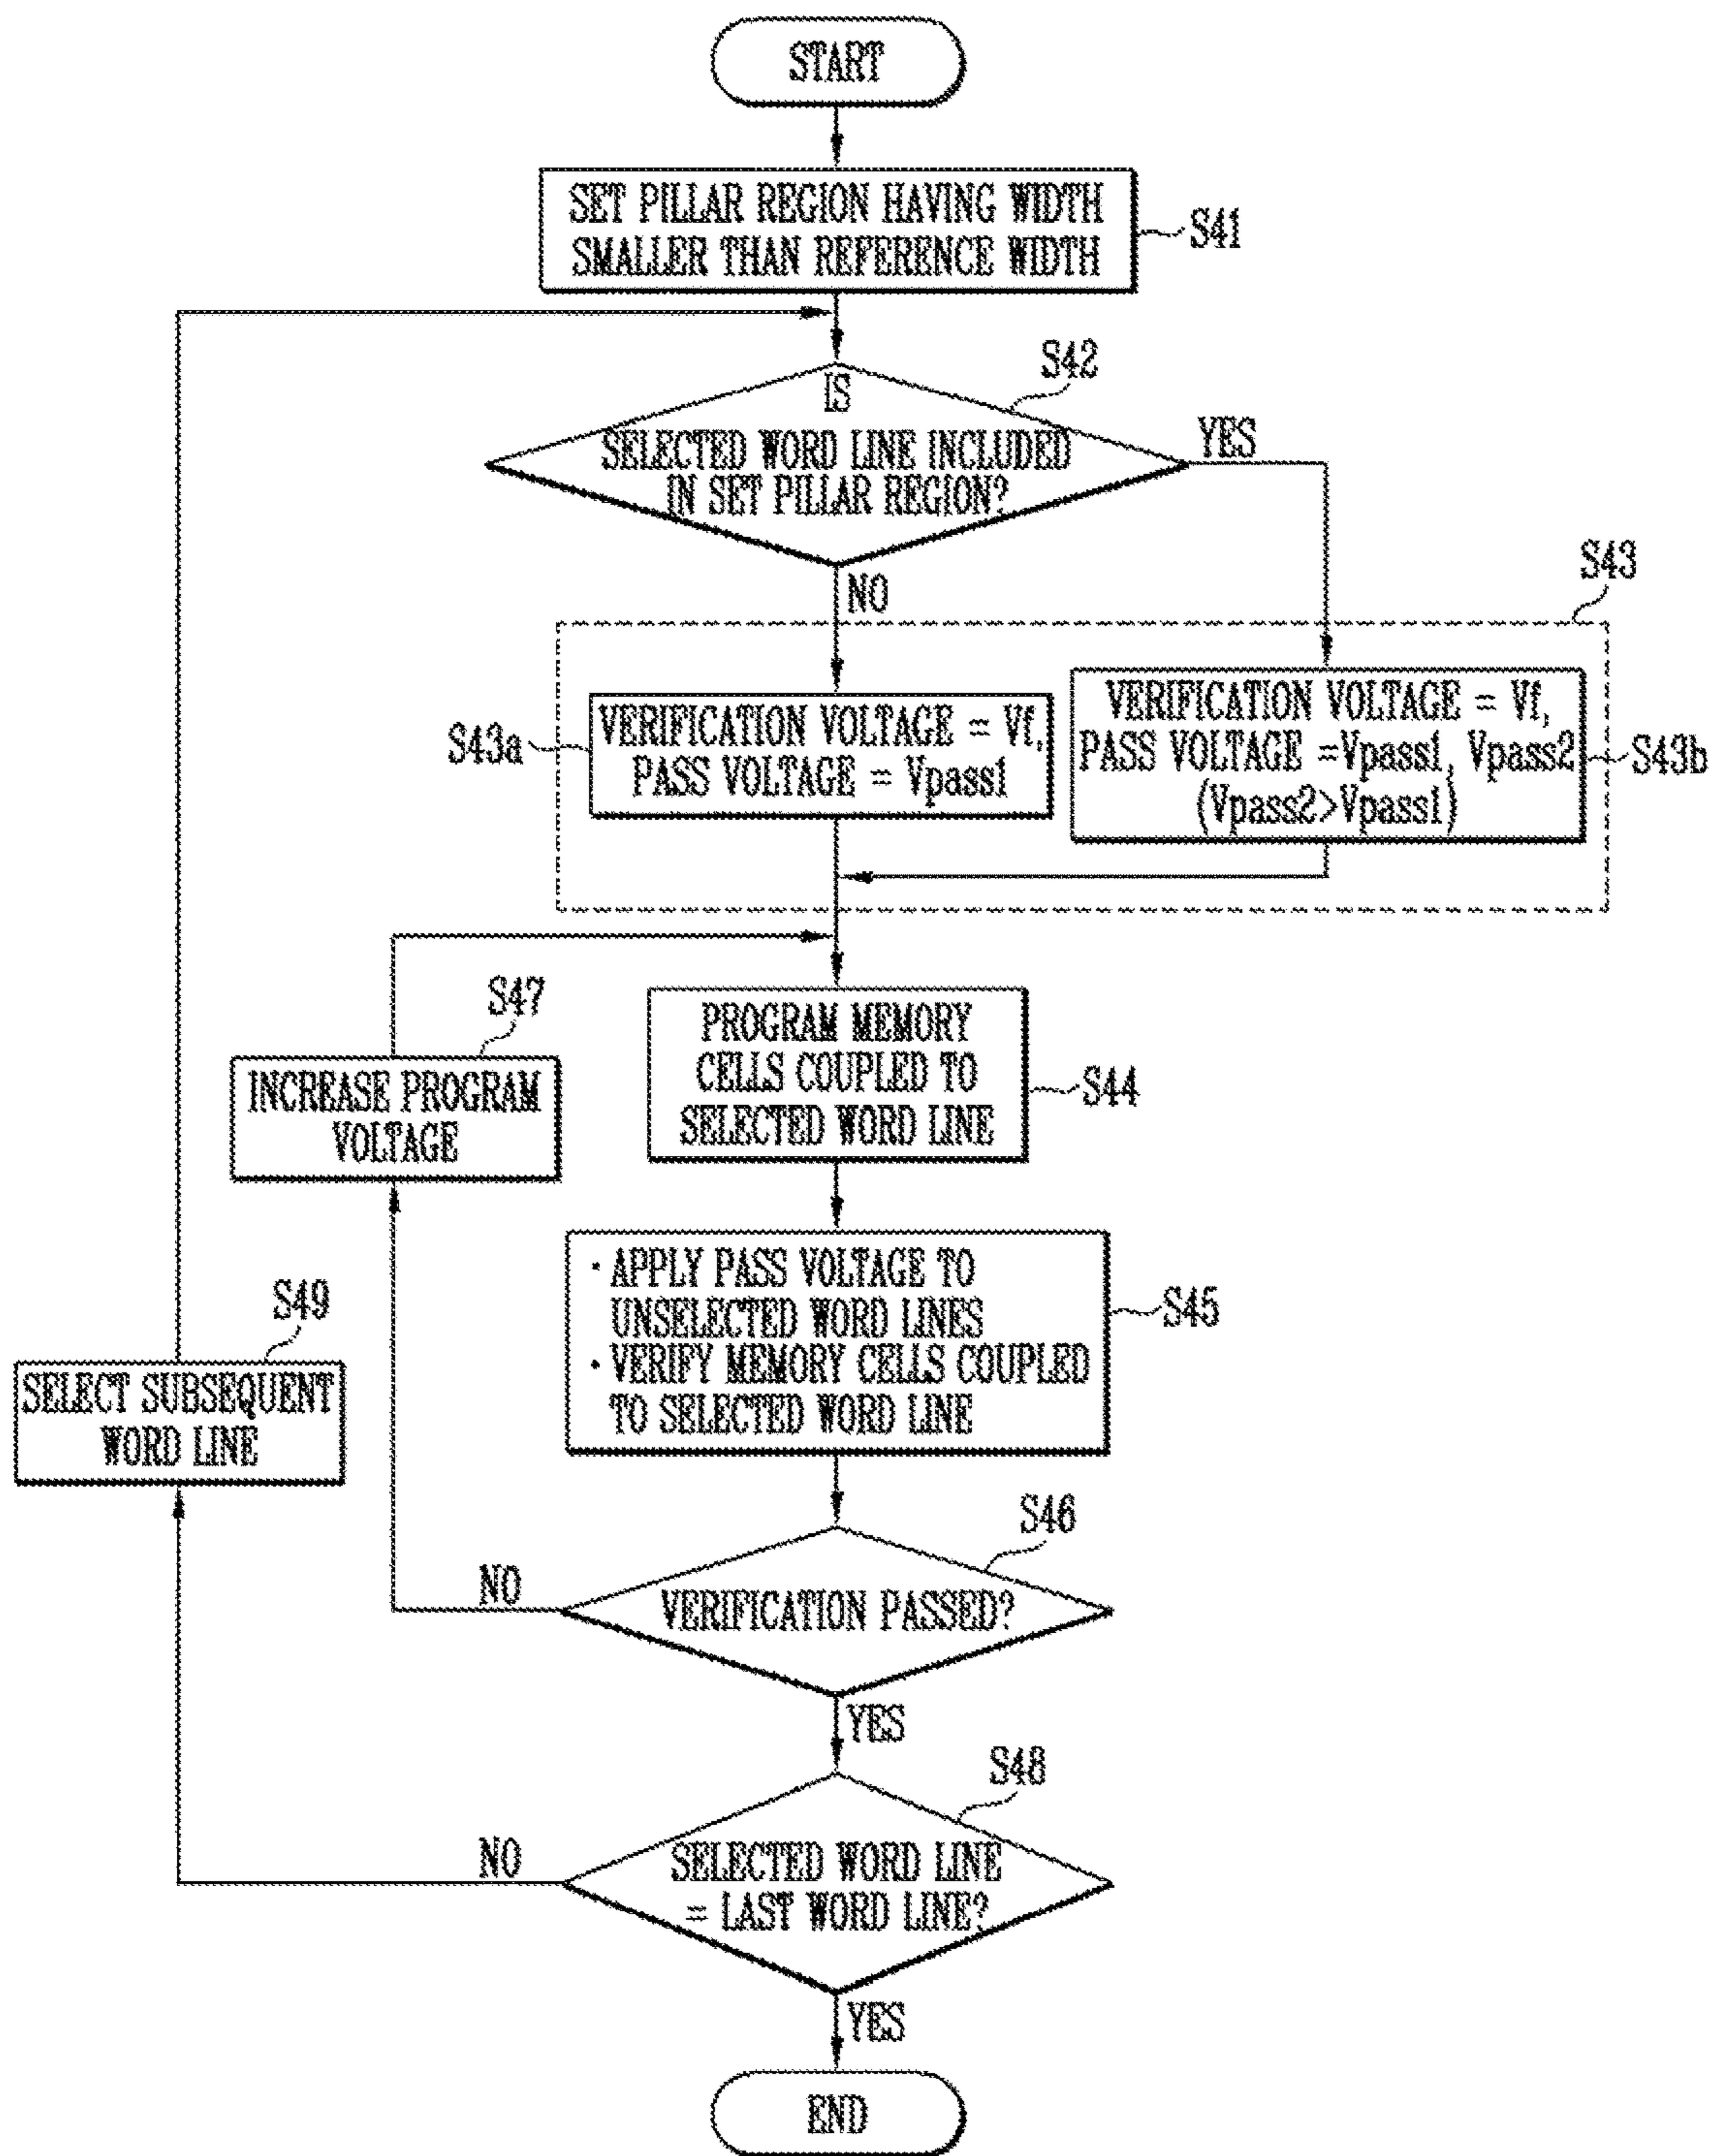 START
SET PILLAR REGION HAVING WIDTH
SMALLER THAN REFERENCE WIDTH
S41
S42
IS
SELECTED WORD LINE INCLUDED
IN SET PILLAR REGION?
YES
NO
S43
S43a
VERIFICATION VOLTAGE = Vf,
PASS VOLTAGE = Vpass1
VERIFICATION VOLTAGE = Vf,
PASS VOLTAGE =Vpass1, Vpass2
(Vpass2>Vpass1)
S43b
S47
INCREASE PROGRAM
VOLTAGE
PROGRAM MEMORY
CELLS COUPLED TO
SELECTED WORD LINE
S44
· APPLY PASS VOLTAGE TO
UNSELECTED WORD LINES
· VERIFY MEMORY CELLS COUPLED
TO SELECTED WORD LINE
S45
S49
SELECT SUBSEQUENT
WORD LINE
S46
NO
VERIFICATION PASSED?
YES
S48
NO
SELECTED WORD LINE
= LAST WORD LINE?
YES
END